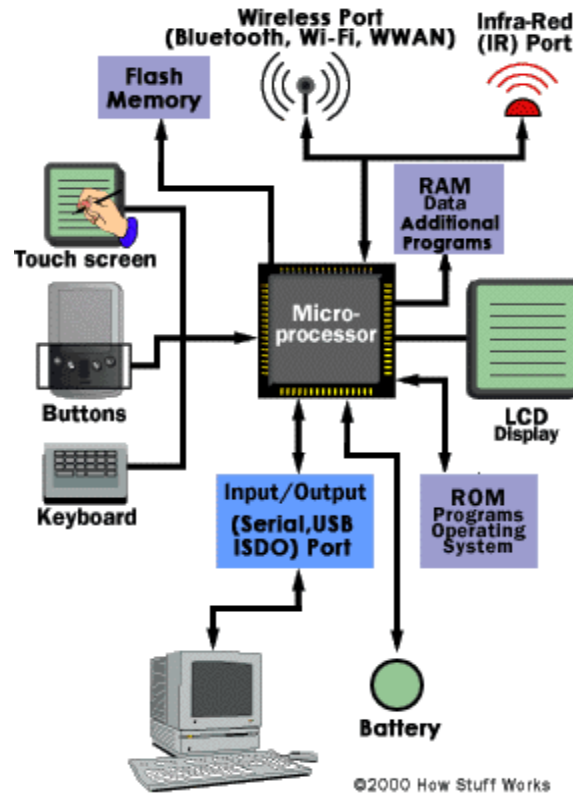 Wireless Port
(Bluetooth, Wi-Fi, WWAN)
Infra-Red
(IR) Port
Flash
Memory
RAM
Data
Additional
Programs
Touch screen
Micro-
processor
Buttons
LCD
Display
Keyboard
Input/Output
(Serial,USB
ISDO) Port
ROM
Programs
Operating
System
Battery
©2000 How Stuff Works